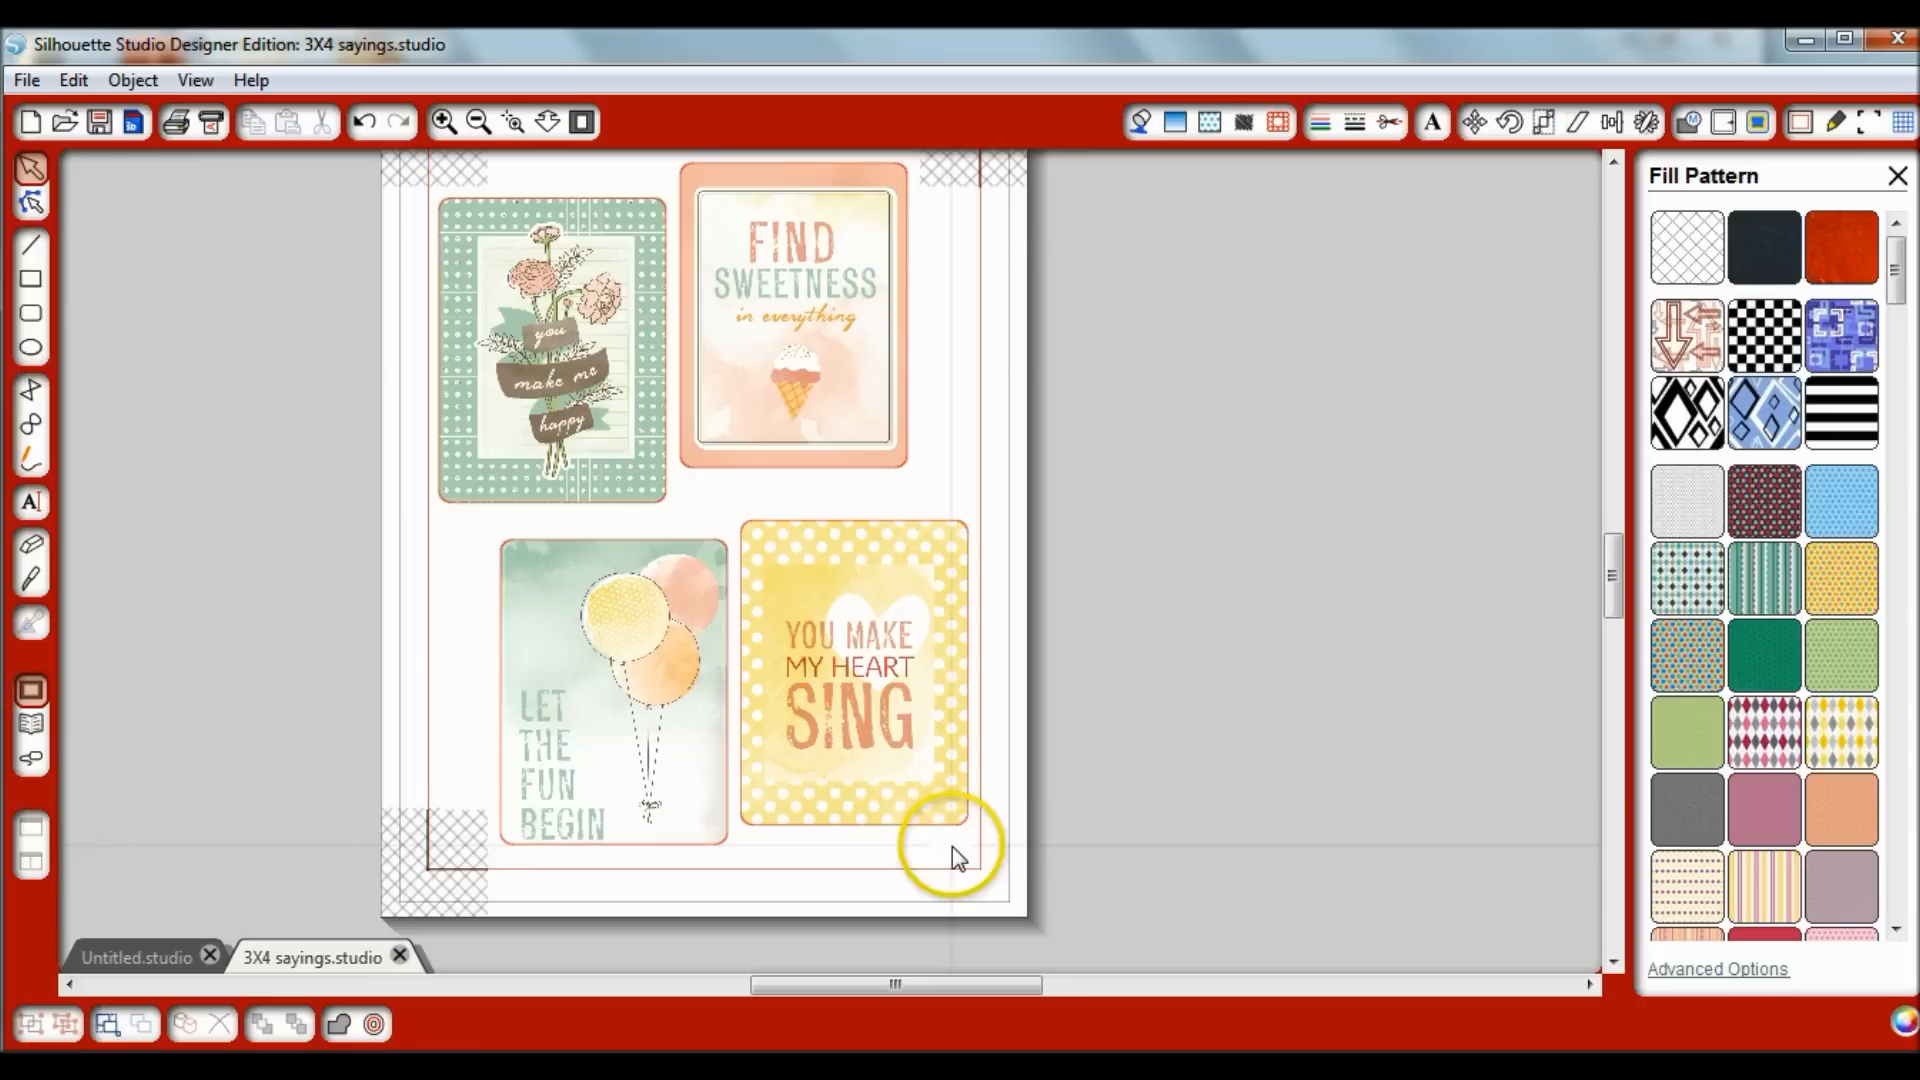 Silhouette Studio Designer Edition: 3X4 sayings.studio
File Edit Object View Help
Fill Pattern
you
make me
happy
FIND
SWEETNESS
in everything
LET
THE
FUN
BEGIN
YOU MAKE
MY HEART
SING
Untitled.studio
3X4 sayings.studio
Advanced Options